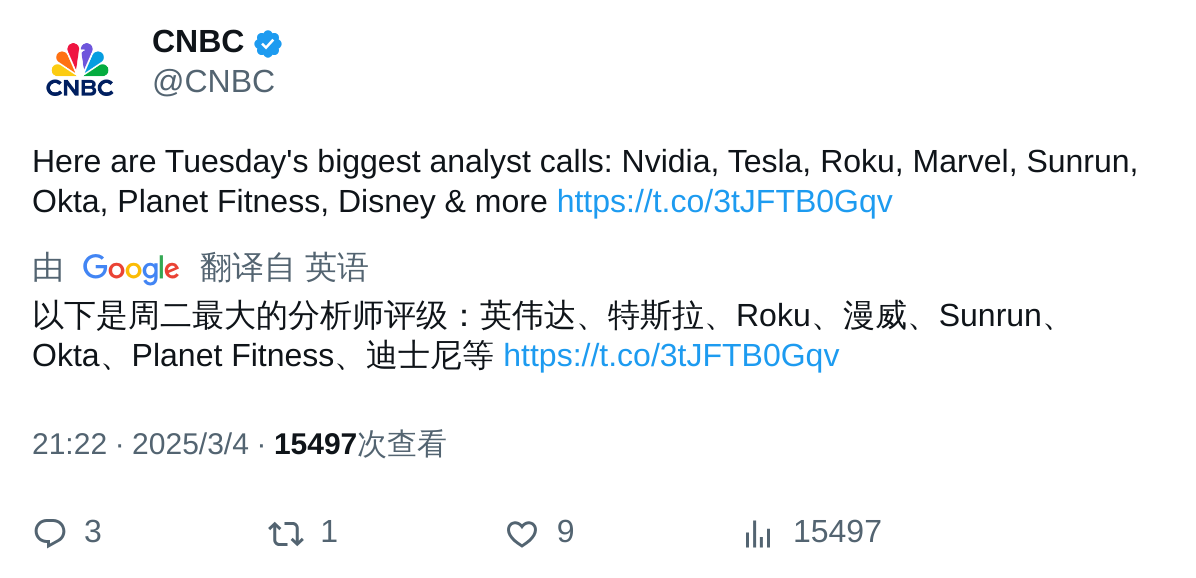 CNBC
CNBC
@CNBC
Here are Tuesday's biggest analyst calls: Nvidia, Tesla, Roku, Marvel, Sunrun,
Okta, Planet Fitness, Disney & more https://t.co/3tJFTB0Gqv
由 Google 翻译自 英语
以下是周二最大的分析师评级：英伟达、特斯拉、Roku、漫威、Sunrun、
Okta、Planet Fitness、迪士尼等 https://t.co/3tJFTB0Gqv
21:22 · 2025/3/4 · 15497次查看
3 1 9 15497